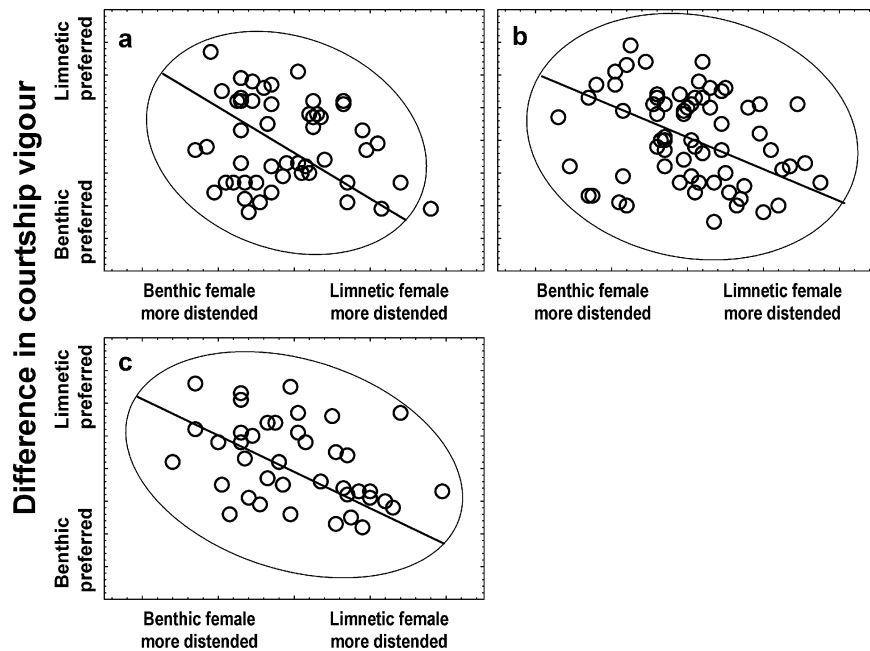 Difference in courtship vigour
Limnetic
preferred
Benthic
preferred
a
Benthic female
more distended
Limnetic female
more distended
b
Benthic female
more distended
Limnetic female
more distended
Limnetic
preferred
Benthic
preferred
c
Benthic female
more distended
Limnetic female
more distended